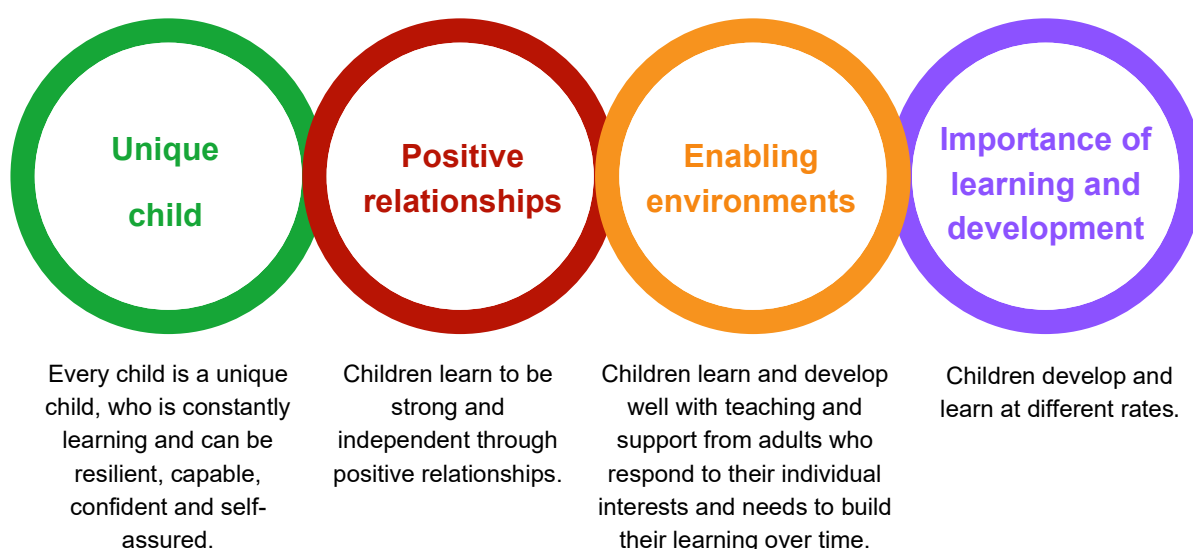 Unique
child
Positive
relationships
Enabling
environments
Importance of
learning and
development
Every child is a unique
child, who is constantly
learning and can be
resilient, capable,
confident and self-
assured.
Children learn to be
strong and
independent through
positive relationships.
Children learn and develop
well with teaching and
support from adults who
respond to their individual
interests and needs to build
their learning over time.
Children develop and
learn at different rates.